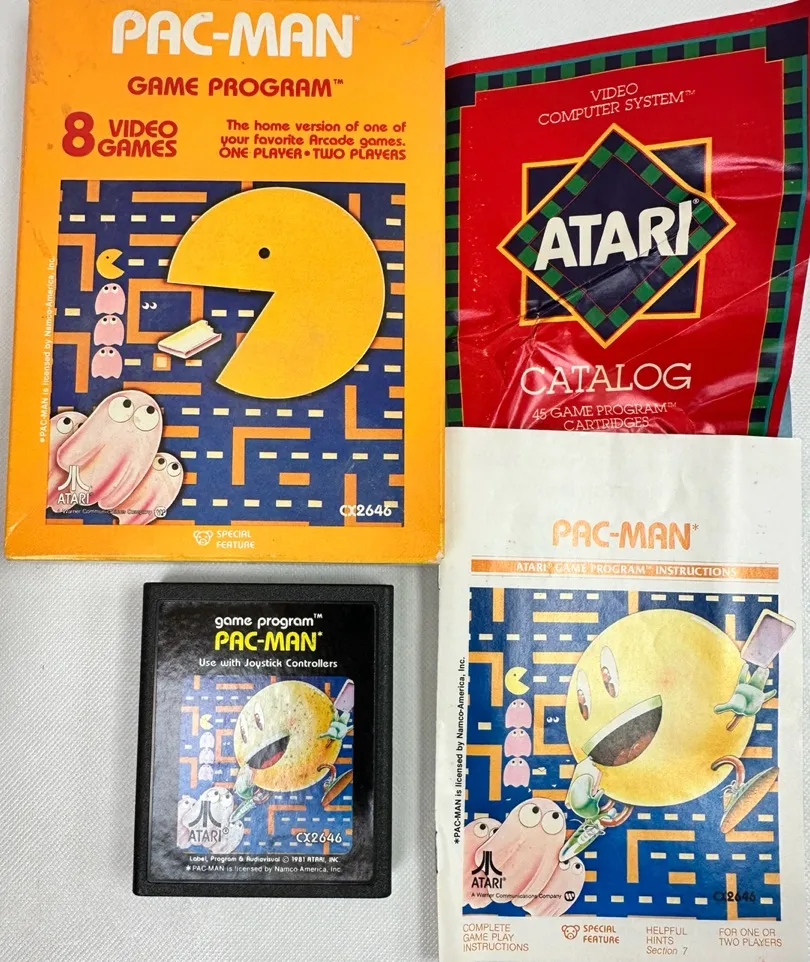 PAC-MAN*
GAME PROGRAM™
8 VIDEO
GAMES
The home version of one of
your favorite Arcade games.
ONE PLAYER • TWO PLAYERS
*PAC-MAN is licensed by Namco-America, Inc.
ATARI®
A Warner Communications Company
CX2646
SPECIAL
FEATURE
VIDEO
COMPUTER SYSTEM™
ATARI®
CATALOG
45 GAME PROGRAM™
CARTRIDGES
game program™
PAC-MAN*
Use with Joystick Controllers
ATARI®
CX2646
Label, Program & Audiovisual © 1981 ATARI, INC.
*PAC-MAN is licensed by Namco America, Inc.
PAC-MAN*
ATARI® GAME PROGRAM™ INSTRUCTIONS
*PAC-MAN is licensed by Namco-America, Inc.
ATARI®
A Warner Communications Company
CX2646
COMPLETE
GAME PLAY
INSTRUCTIONS
SPECIAL
FEATURE
HELPFUL
HINTS
Section 7
FOR ONE OR
TWO PLAYERS